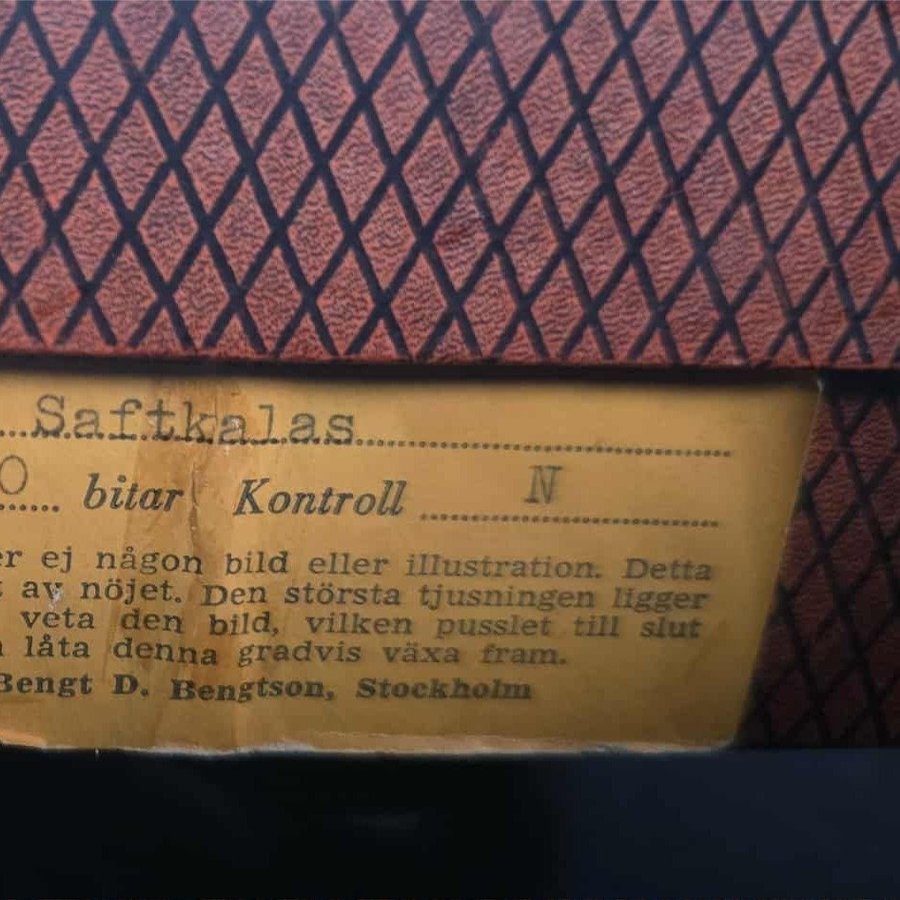 Saftkalas
0 bitar Kontroll N
er ej någon bild eller illustration. Detta
av nöjet. Den största tjusningen ligger
veta den bild, vilken pusslet till slut
låta denna gradvis växa fram.
Bengt D. Bengtson, Stockholm